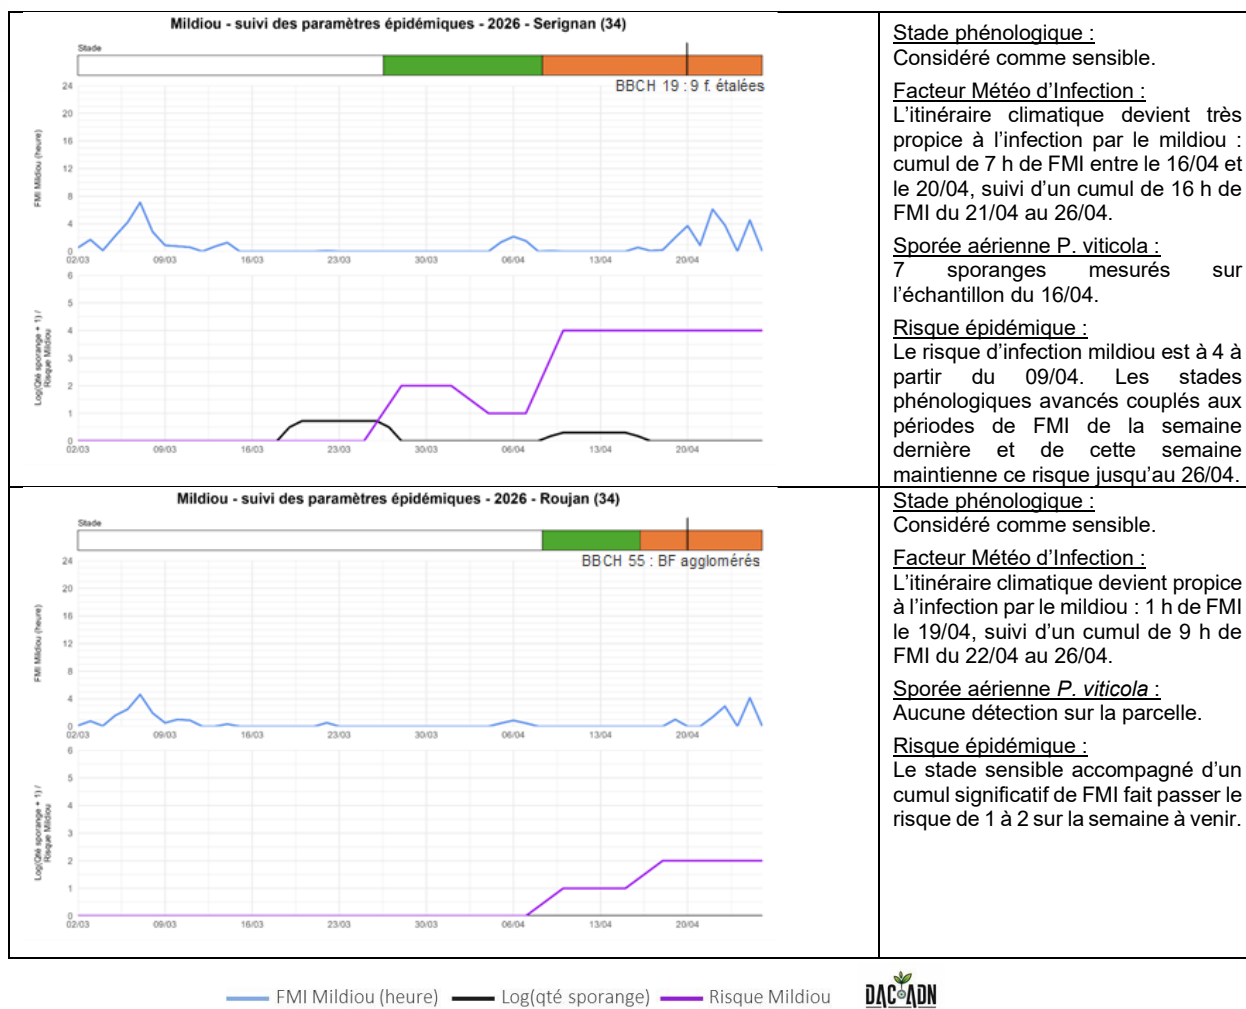 Mildiou - suivi des paramètres épidémiques - 2026 - Serignan (34)
Stade
BBCH 19 : 9 f. étalées
FMI Mildiou (heure)
24
20
16
12
8
4
0
02/03 09/03 16/03 23/03 30/03 06/04 13/04 20/04
Log(Qté sporange + 1) /
Risque Mildiou
6
5
4
3
2
1
0
02/03 09/03 16/03 23/03 30/03 06/04 13/04 20/04
Stade phénologique :
Considéré comme sensible.
Facteur Météo d’Infection :
L’itinéraire climatique devient très
propice à l’infection par le mildiou :
cumul de 7 h de FMI entre le 16/04 et
le 20/04, suivi d’un cumul de 16 h de
FMI du 21/04 au 26/04.
Sporée aérienne P. viticola :
7 sporanges mesurés sur
l’échantillon du 16/04.
Risque épidémique :
Le risque d’infection mildiou est à 4 à
partir du 09/04. Les stades
phénologiques avancés couplés aux
périodes de FMI de la semaine
dernière et de cette semaine
maintienne ce risque jusqu’au 26/04.
Mildiou - suivi des paramètres épidémiques - 2026 - Roujan (34)
Stade
BBCH 55 : BF agglomérés
FMI Mildiou (heure)
24
20
16
12
8
4
0
02/03 09/03 16/03 23/03 30/03 06/04 13/04 20/04
Log(Qté sporange + 1) /
Risque Mildiou
6
5
4
3
2
1
0
02/03 09/03 16/03 23/03 30/03 06/04 13/04 20/04
Stade phénologique :
Considéré comme sensible.
Facteur Météo d’Infection :
L’itinéraire climatique devient propice
à l’infection par le mildiou : 1 h de FMI
le 19/04, suivi d’un cumul de 9 h de
FMI du 22/04 au 26/04.
Sporée aérienne P. viticola :
Aucune détection sur la parcelle.
Risque épidémique :
Le stade sensible accompagné d’un
cumul significatif de FMI fait passer le
risque de 1 à 2 sur la semaine à venir.
FMI Mildiou (heure) Log(qté sporange) Risque Mildiou DAC ADN